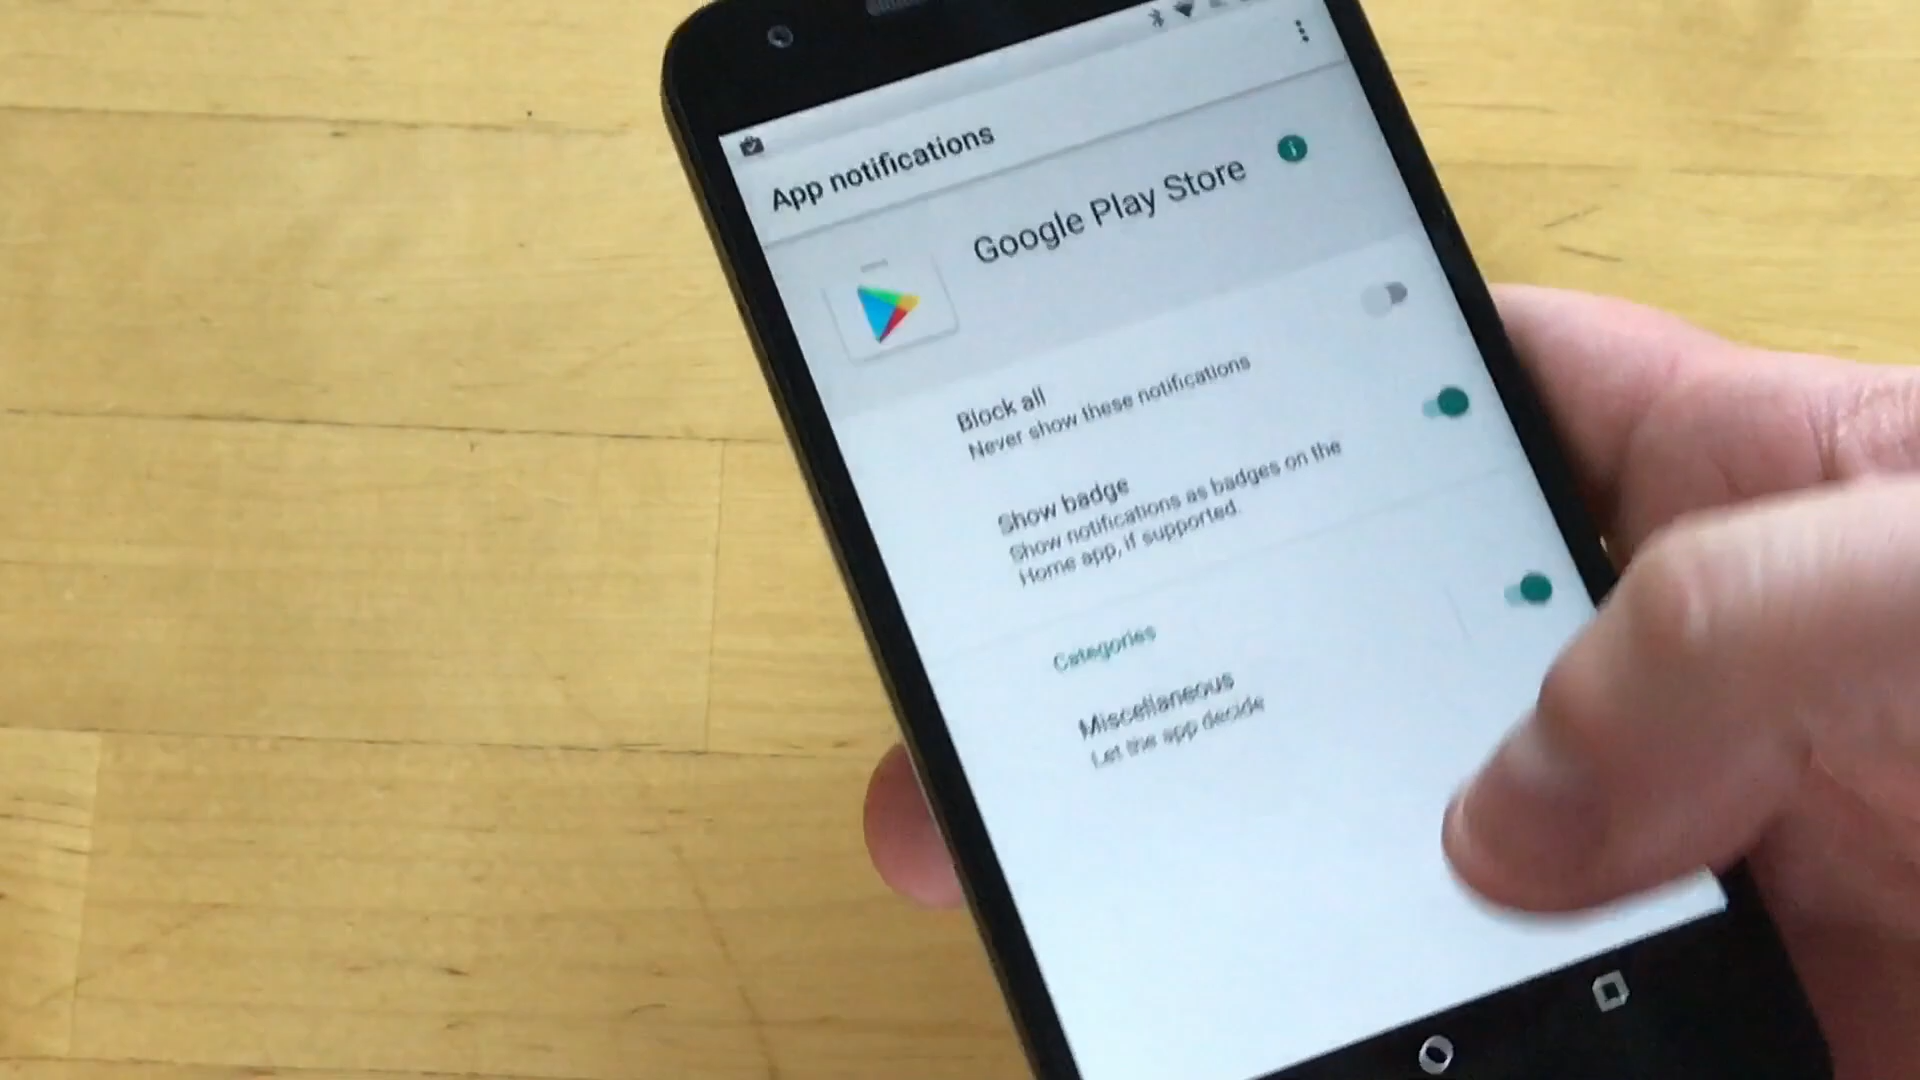 App notifications
Google Play Store
Block all
Never show these notifications
Show badge
Show notifications as badges on the
Home app, if supported.
Categories
Miscellaneous
Let the app decide